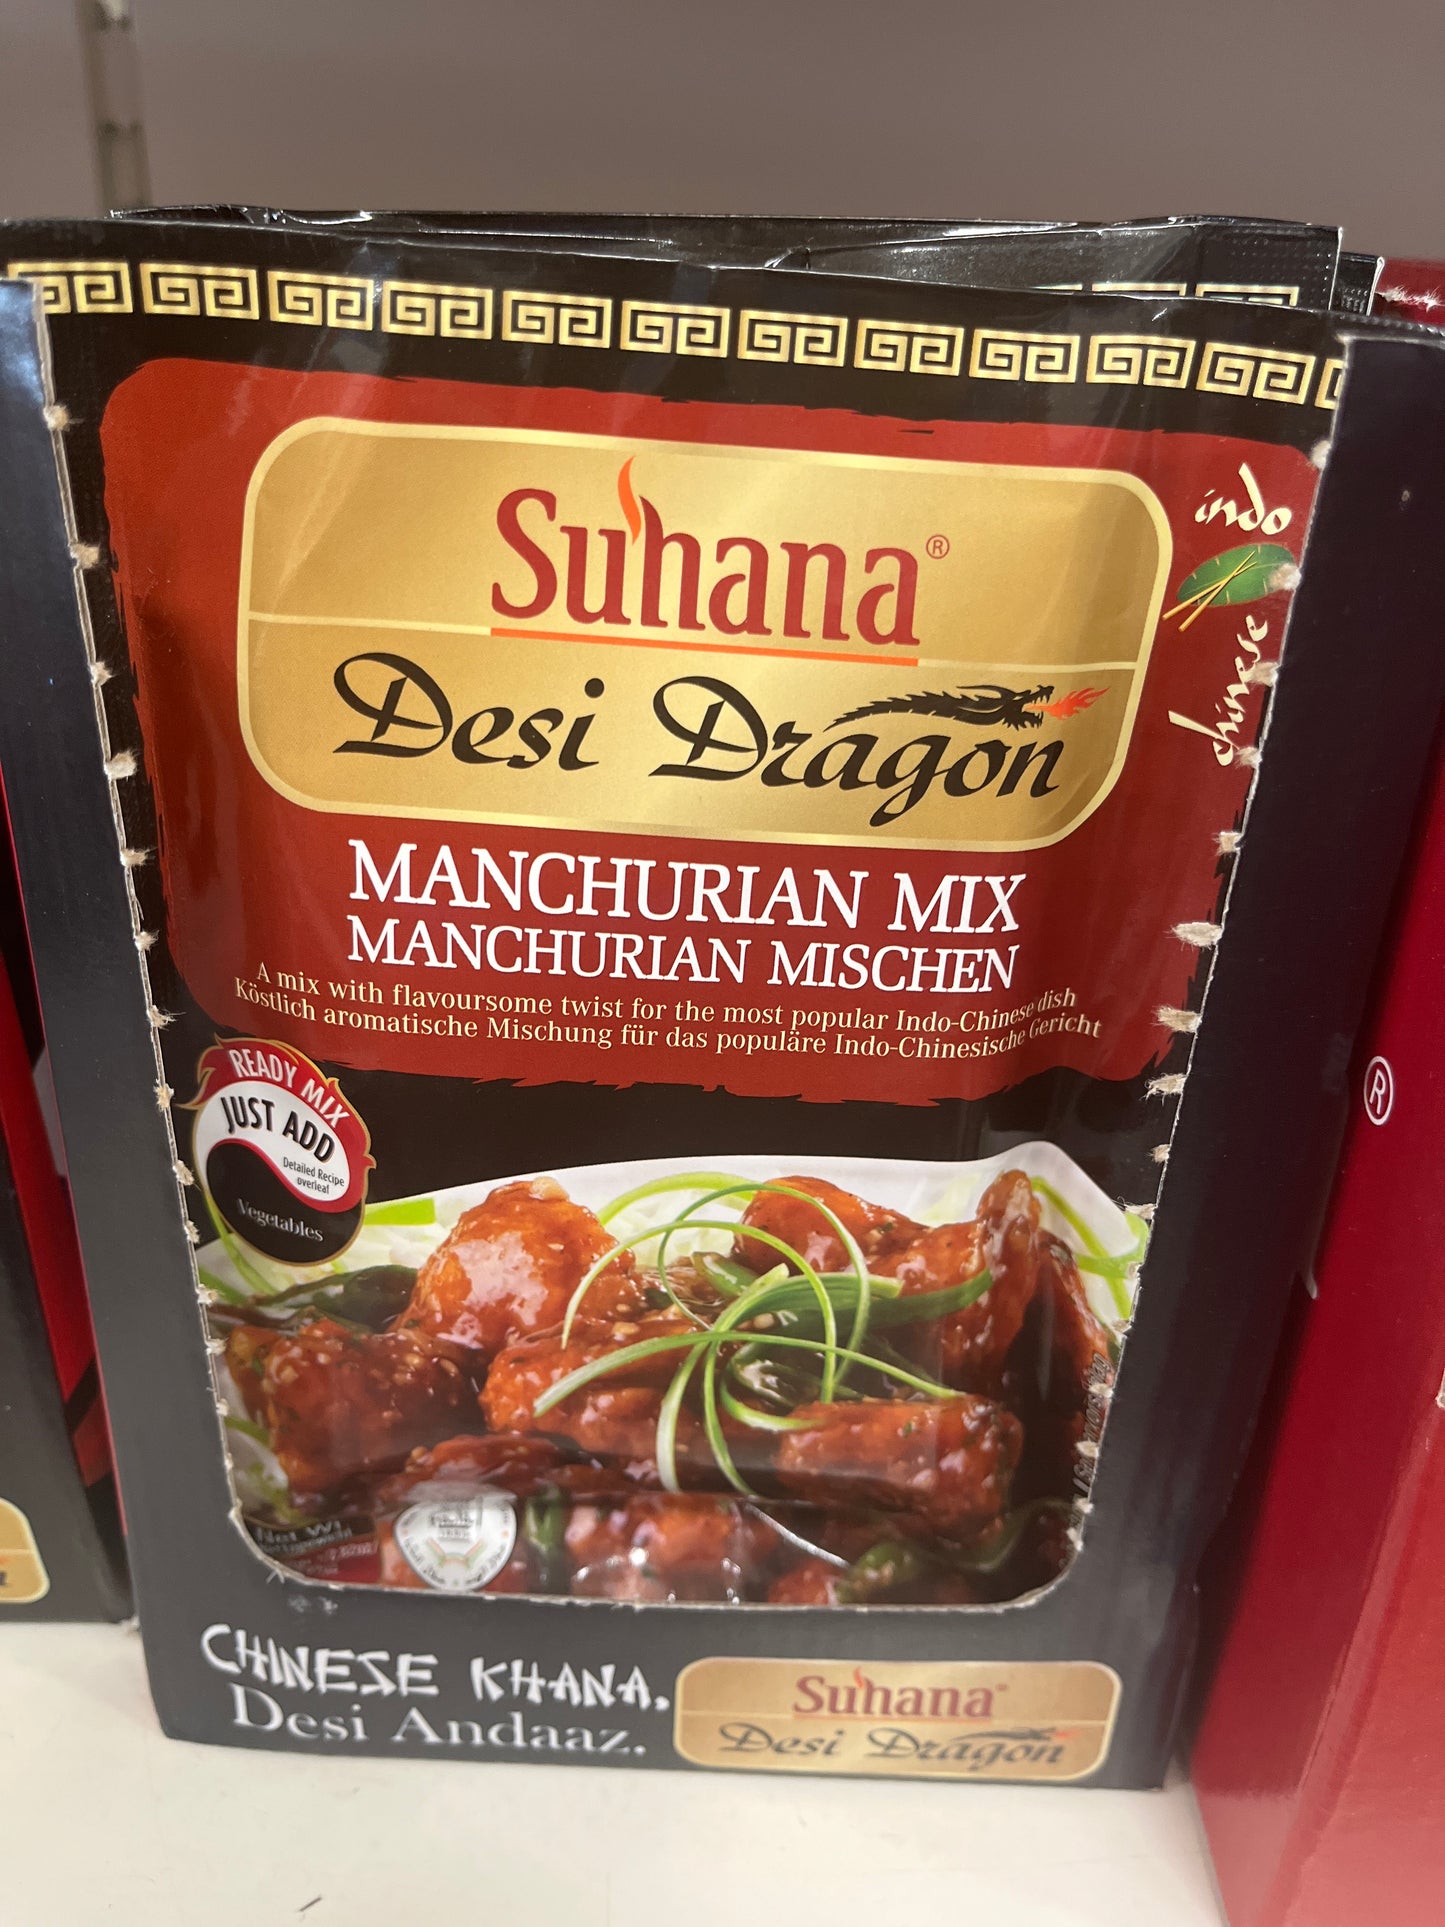 Suhana®
Desi Dragon
indo
chinese
MANCHURIAN MIX
MANCHURIAN MISCHEN
A mix with flavoursome twist for the most popular Indo-Chinese dish
Köstlich aromatische Mischung für das populäre Indo-Chinesische Gericht
READY MIX
JUST ADD
Detailed Recipe
overleaf
Vegetables
Net Wt.
CHINESE KHANA,
Desi Andaaz.
Suhana
Desi Dragon
®